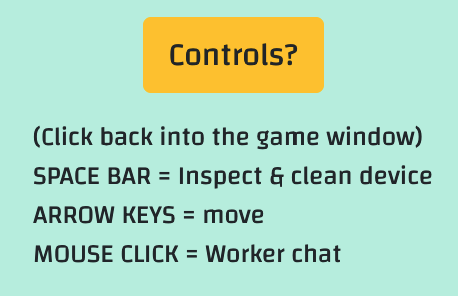 Controls?
(Click back into the game window)
SPACE BAR = Inspect & clean device
ARROW KEYS = move
MOUSE CLICK = Worker chat